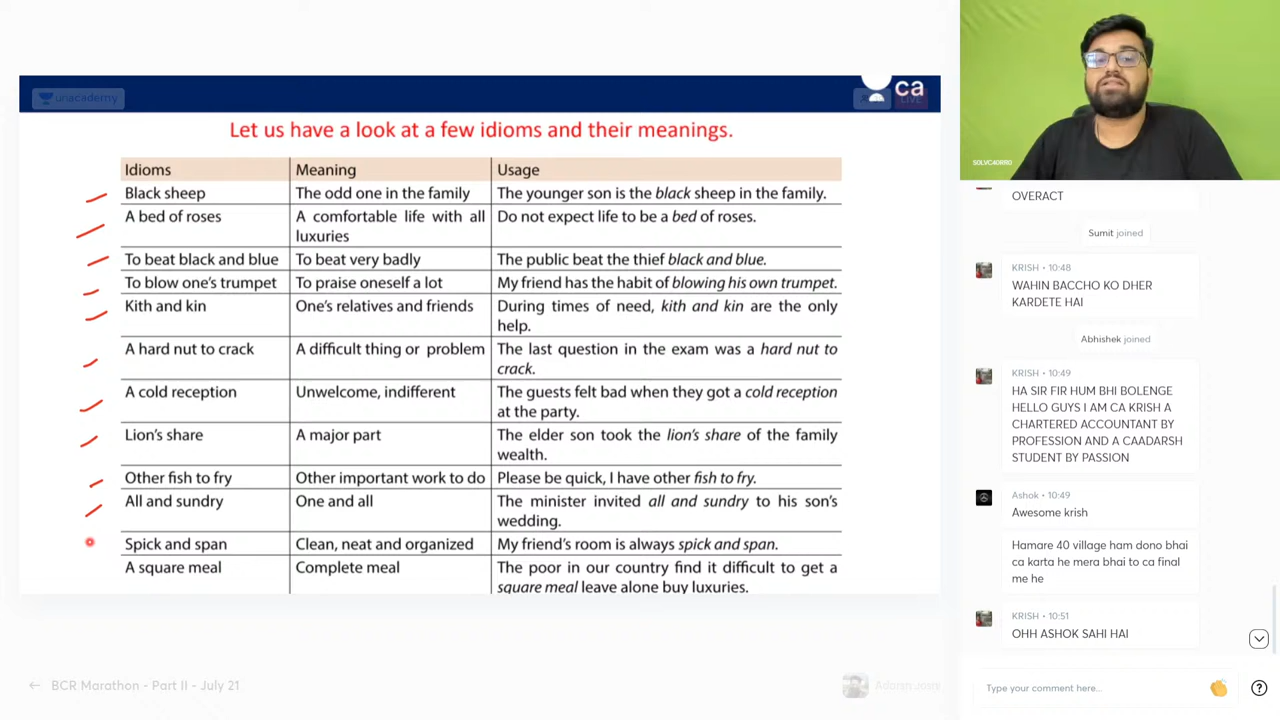 unacademy
ca
LIVE
Let us have a look at a few idioms and their meanings.
Idioms Meaning Usage
Black sheep The odd one in the family The younger son is the black sheep in the family.
A bed of roses A comfortable life with all luxuries Do not expect life to be a bed of roses.
To beat black and blue To beat very badly The public beat the thief black and blue.
To blow one's trumpet To praise oneself a lot My friend has the habit of blowing his own trumpet.
Kith and kin One's relatives and friends During times of need, kith and kin are the only
help.
A hard nut to crack A difficult thing or problem The last question in the exam was a hard nut to
crack.
A cold reception Unwelcome, indifferent The guests felt bad when they got a cold reception
at the party.
Lion's share A major part The elder son took the lion's share of the family
wealth.
Other fish to fry Other important work to do Please be quick, I have other fish to fry.
All and sundry One and all The minister invited all and sundry to his son's
wedding.
Spick and span Clean, neat and organized My friend's room is always spick and span.
A square meal Complete meal The poor in our country find it difficult to get a
square meal leave alone buy luxuries.
BCR Marathon - Part II - July 21
Adarsh Joshi
OVERACT
Sumit joined
KRISH • 10:48
WAHIN BACCHO KO DHER
KARDETE HAI
Abhishek joined
KRISH • 10:49
HA SIR FIR HUM BHI BOLENGE
HELLO GUYS I AM CA KRISH A
CHARTERED ACCOUNTANT BY
PROFESSION AND A CAADARSH
STUDENT BY PASSION
Ashok • 10:49
Awesome krish
Hamare 40 village ham dono bhai
ca karta he mera bhai to ca final
me he
KRISH • 10:51
OHH ASHOK SAHI HAI
Type your comment here...